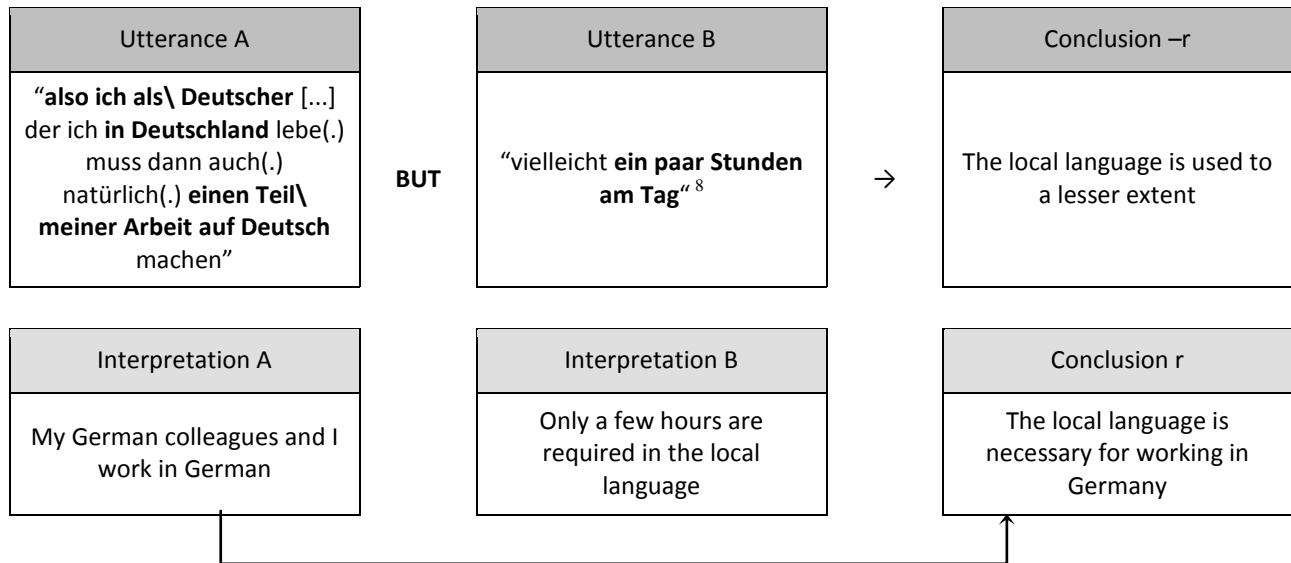 Utterance A
Utterance B
Conclusion –r
“also ich als\ Deutscher [...]
der ich in Deutschland lebe(.)
muss dann auch(.)
natürlich(.) einen Teil\
meiner Arbeit auf Deutsch
machen”
BUT
“vielleicht ein paar Stunden
am Tag“ 8
→
The local language is used to
a lesser extent
Interpretation A
Interpretation B
Conclusion r
My German colleagues and I
work in German
Only a few hours are
required in the local
language
The local language is
necessary for working in
Germany